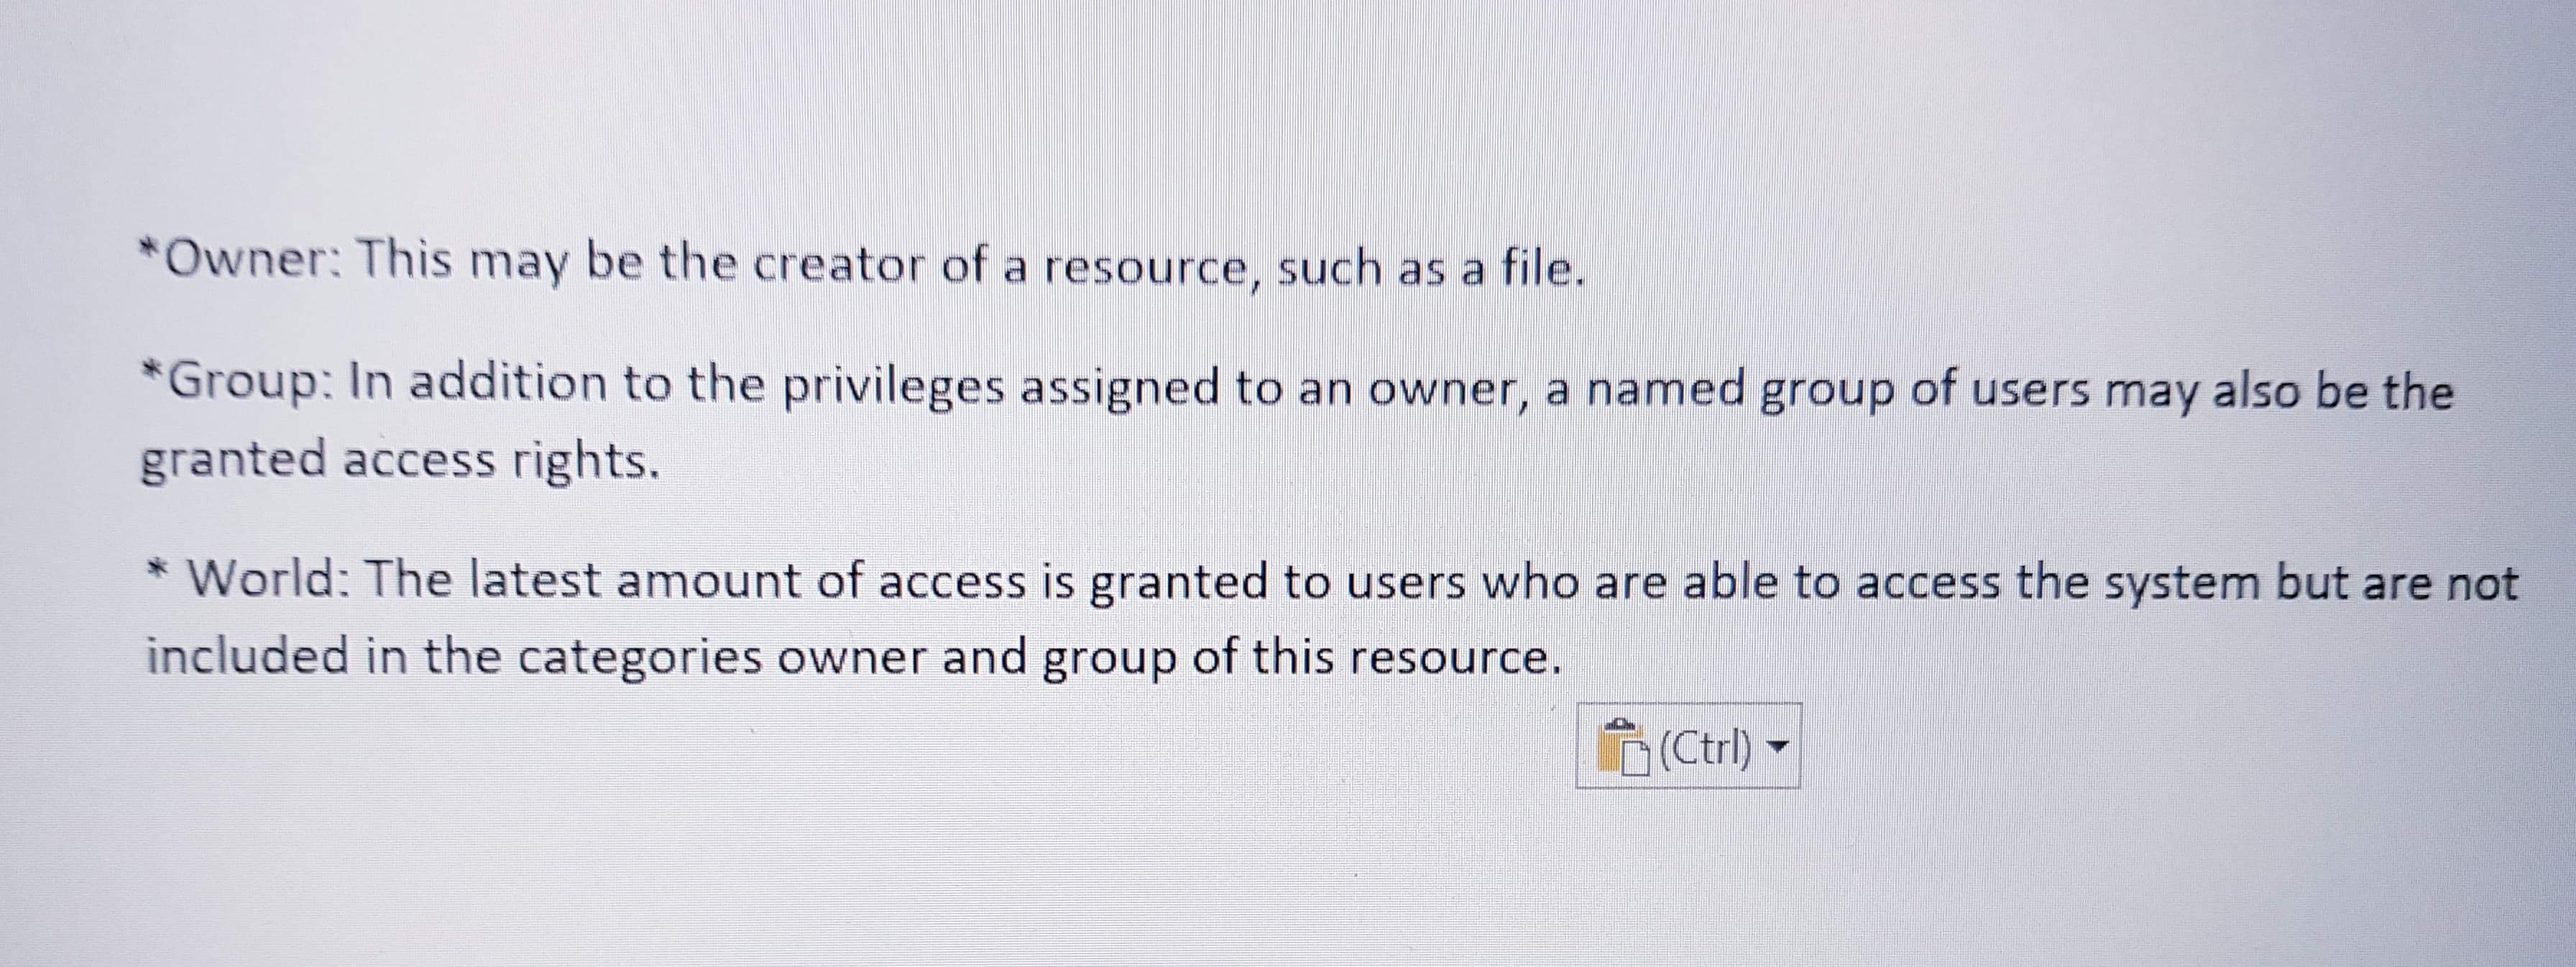 *Owner: This may be the creator of a resource, such as a file.
*Group: In addition to the privileges assigned to an owner, a named group of users may also be the
granted access rights.
* World: The latest amount of access is granted to users who are able to access the system but are not
included in the categories owner and group of this resource.
(Ctrl)